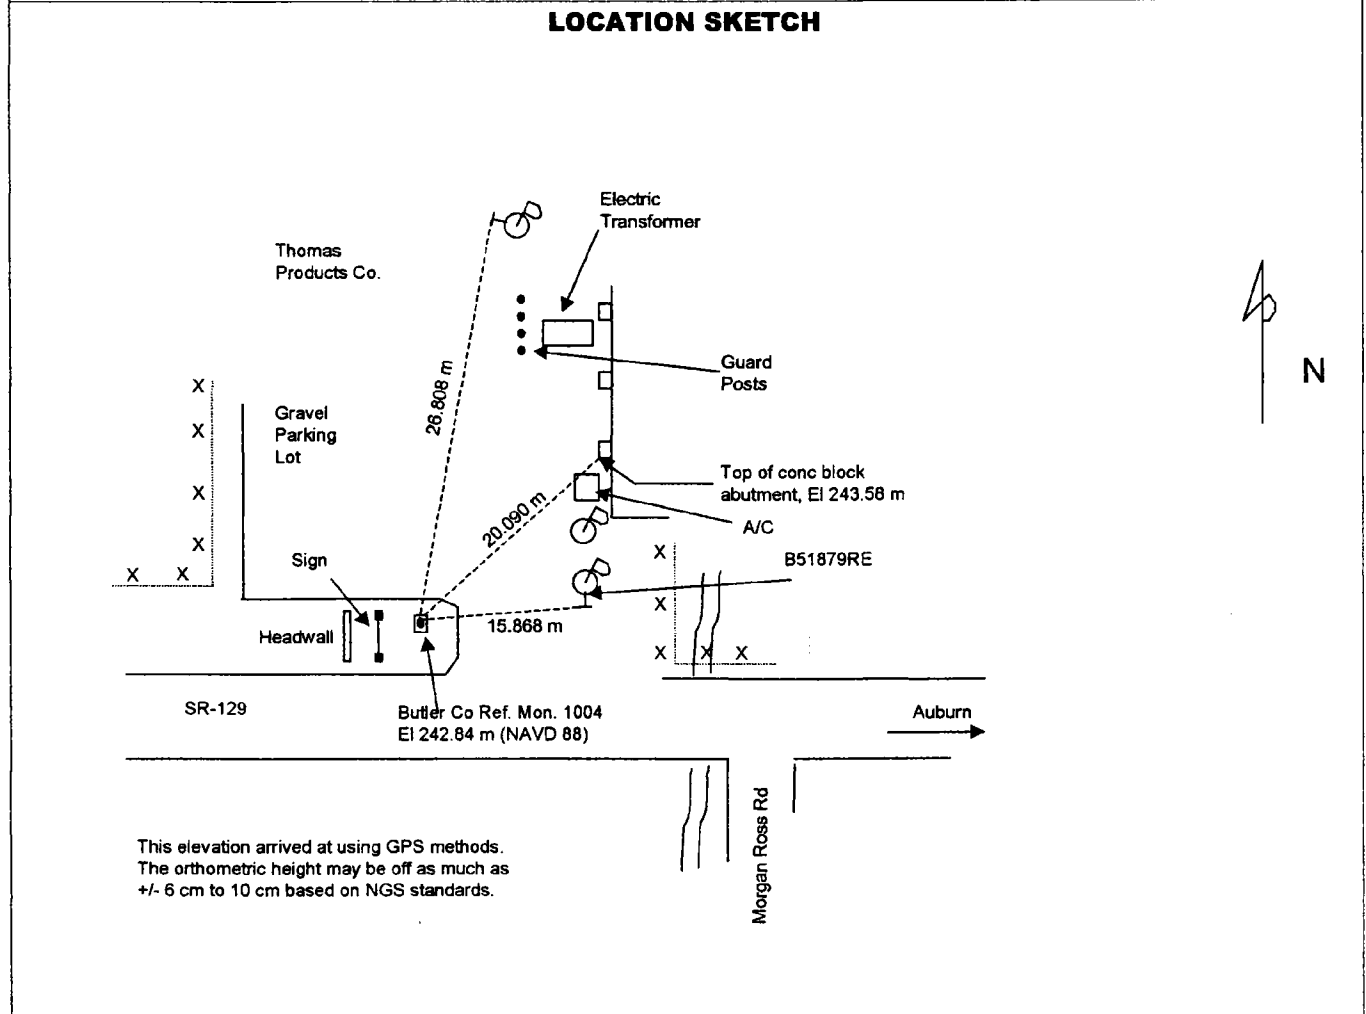 LOCATION SKETCH
Electric
Transformer
Thomas
Products Co.
Guard
Posts
N
26.808 m
X
X
X
X
X X
Gravel
Parking
Lot
Top of conc block
abutment, El 243.58 m
A/C
20.090 m
B51879RE
Sign
X
X
X X X
Headwall
15.868 m
SR-129
Butler Co Ref. Mon. 1004
El 242.84 m (NAVD 88)
Auburn
Morgan Ross Rd
This elevation arrived at using GPS methods.
The orthometric height may be off as much as
+/- 6 cm to 10 cm based on NGS standards.